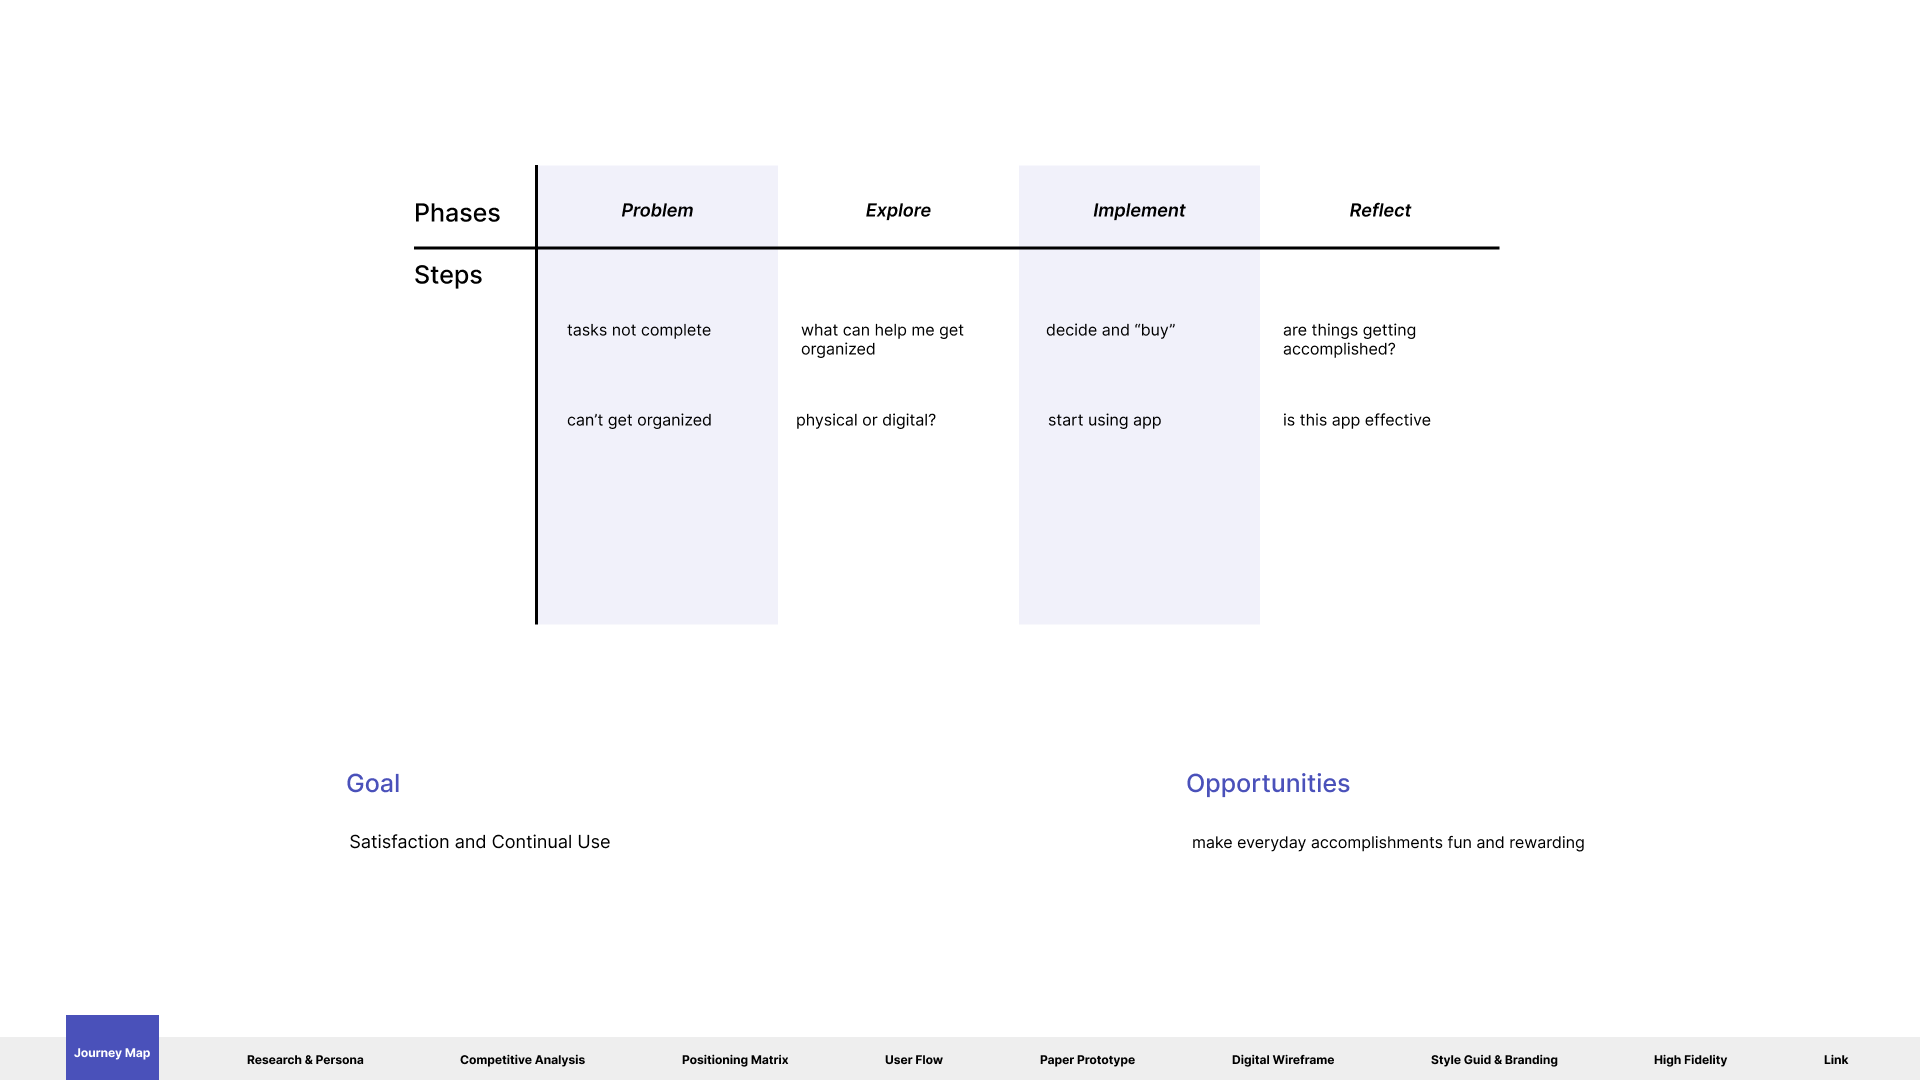 Phases
Problem
Explore
Implement
Reflect
Steps
tasks not complete
what can help me get
organized
decide and “buy”
are things getting
accomplished?
can’t get organized
physical or digital?
start using app
is this app effective
Goal
Satisfaction and Continual Use
Opportunities
make everyday accomplishments fun and rewarding
Journey Map
Research & Persona
Competitive Analysis
Positioning Matrix
User Flow
Paper Prototype
Digital Wireframe
Style Guid & Branding
High Fidelity
Link